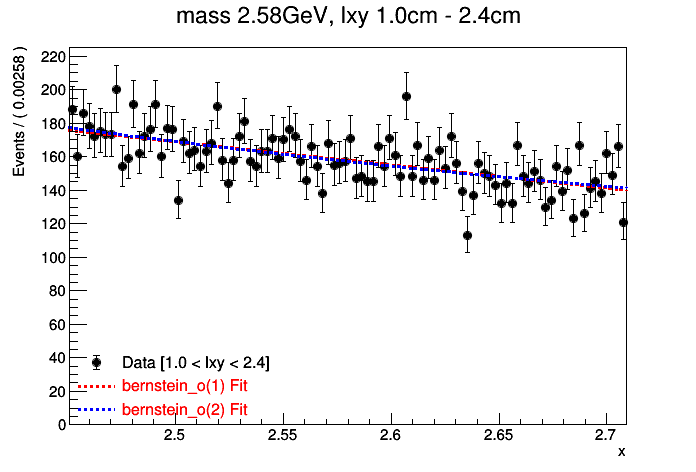 mass 2.58GeV, lxy 1.0cm - 2.4cm
Events / ( 0.00258 )
220
200
180
160
140
120
100
80
60
40
20
0
Data [1.0 < lxy < 2.4]
bernstein_o(1) Fit
bernstein_o(2) Fit
2.5 2.55 2.6 2.65 2.7
x